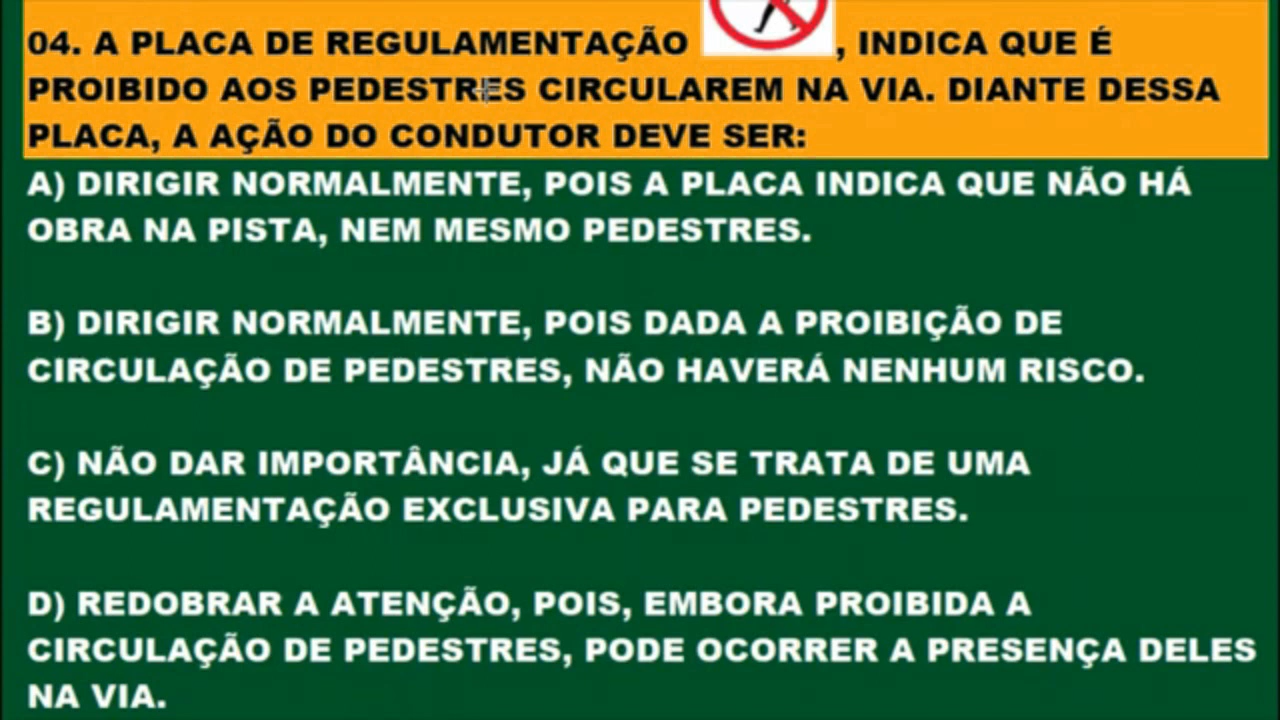 04. A PLACA DE REGULAMENTAÇÃO , INDICA QUE É
PROIBIDO AOS PEDESTRES CIRCULAREM NA VIA. DIANTE DESSA
PLACA, A AÇÃO DO CONDUTOR DEVE SER:
A) DIRIGIR NORMALMENTE, POIS A PLACA INDICA QUE NÃO HÁ
OBRA NA PISTA, NEM MESMO PEDESTRES.
B) DIRIGIR NORMALMENTE, POIS DADA A PROIBIÇÃO DE
CIRCULAÇÃO DE PEDESTRES, NÃO HAVERÁ NENHUM RISCO.
C) NÃO DAR IMPORTÂNCIA, JÁ QUE SE TRATA DE UMA
REGULAMENTAÇÃO EXCLUSIVA PARA PEDESTRES.
D) REDOBRAR A ATENÇÃO, POIS, EMBORA PROIBIDA A
CIRCULAÇÃO DE PEDESTRES, PODE OCORRER A PRESENÇA DELES
NA VIA.